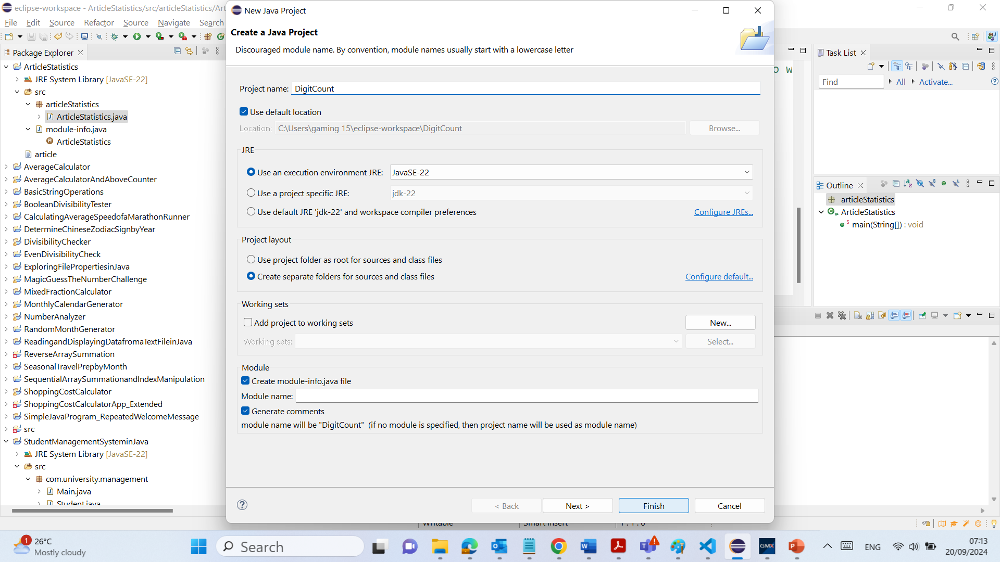 eclipse-workspace - ArticleStatistics/src/articleStatistics/Art
File Edit Source Refactor Source Navigate Search
Package Explorer
ArticleStatistics
JRE System Library [JavaSE-22]
src
articleStatistics
ArticleStatistics.java
module-info.java
ArticleStatistics
article
AverageCalculator
AverageCalculatorAndAboveCounter
BasicStringOperations
BooleanDivisibilityTester
CalculatingAverageSpeedofaMarathonRunner
DetermineChineseZodiacSignbyYear
DivisibilityChecker
EvenDivisibilityCheck
ExploringFilePropertiesinJava
MagicGuessTheNumberChallenge
MixedFractionCalculator
MonthlyCalendarGenerator
NumberAnalyzer
RandomMonthGenerator
ReadingandDisplayingDatafromaTextFileinJava
ReverseArraySummation
SeasonalTravelPrepbyMonth
SequentialArraySummationandIndexManipulation
ShoppingCostCalculator
ShoppingCostCalculatorApp_Extended
SimpleJavaProgram_RepeatedWelcomeMessage
src
StudentManagementSysteminJava
JRE System Library [JavaSE-22]
src
com.university.management
Main.java
Student.java
New Java Project
Create a Java Project
Discouraged module name. By convention, module names usually start with a lowercase letter
Project name: DigitCount
Use default location
Location: C:\Users\gaming 15\eclipse-workspace\DigitCount Browse...
JRE
Use an execution environment JRE: JavaSE-22
Use a project specific JRE: jdk-22
Use default JRE 'jdk-22' and workspace compiler preferences Configure JREs...
Project layout
Use project folder as root for sources and class files
Create separate folders for sources and class files Configure default...
Working sets
Add project to working sets New...
Working sets: Select...
Module
Create module-info.java file
Module name:
Generate comments
module name will be "DigitCount" (if no module is specified, then project name will be used as module name)
< Back Next > Finish Cancel
Writable Smart Insert
o w
Task List
Find All Activate...
Outline
articleStatistics
ArticleStatistics
main(String[]) : void
1 26°C
Mostly cloudy
Search
GMX
ENG
07:13
20/09/2024